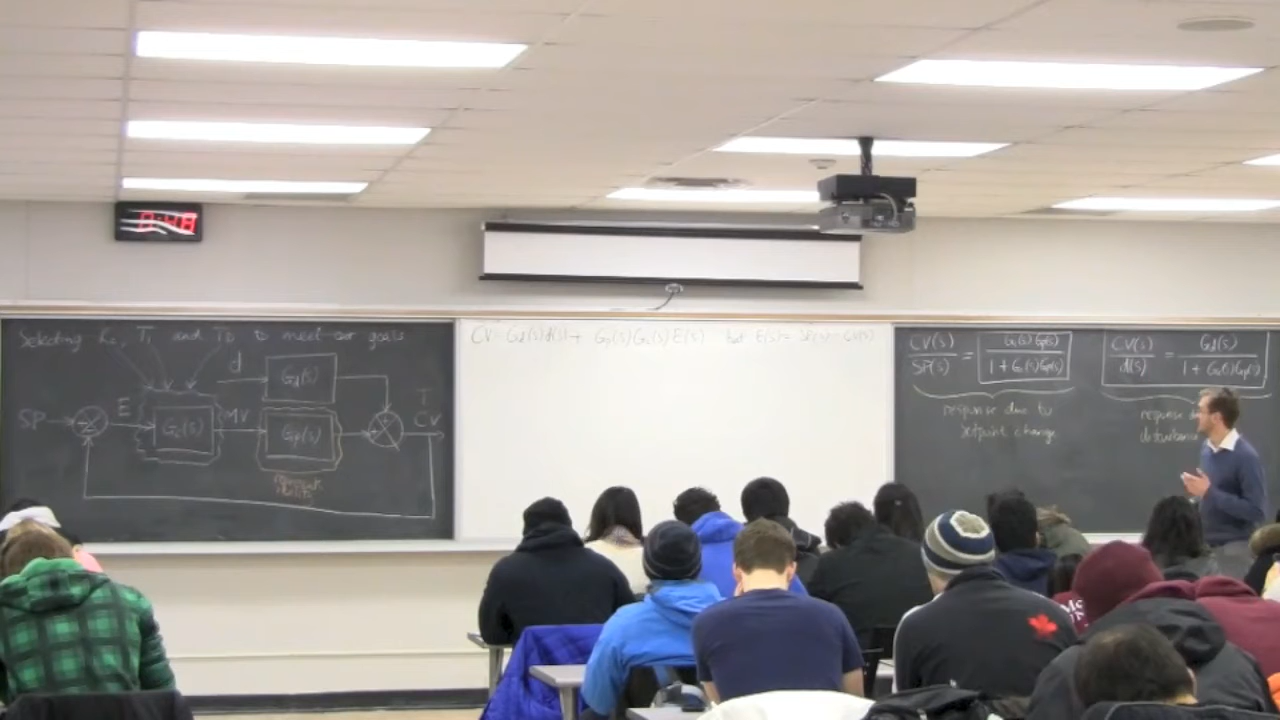 Selecting Kc, TI and TD to meet our goals
d
Gd(s)
T
SP
E
Gc(s)
MV
Gp(s)
CV
CV = Gd(s)d(s) + Gp(s)Gc(s)E(s) but E(s) = SP(s) - CV(s)
CV(s)
SP(s)
=
Gc(s)Gp(s)
1 + Gc(s)Gp(s)
response due to
setpoint change
CV(s)
d(s)
=
Gd(s)
1 + Gc(s)Gp(s)
response
disturbance